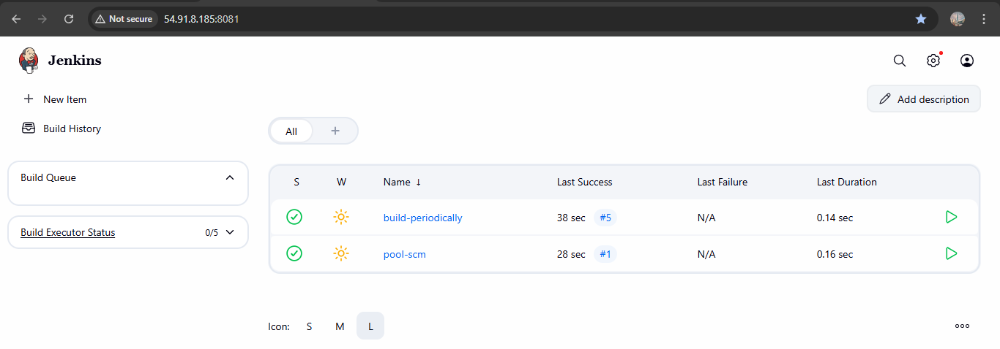 Not secure 54.91.8.185:8081
Jenkins
New Item
Add description
Build History
All +
Build Queue
Build Executor Status 0/5
S W Name ↓ Last Success Last Failure Last Duration
build-periodically 38 sec #5 N/A 0.14 sec
pool-scm 28 sec #1 N/A 0.16 sec
Icon: S M L